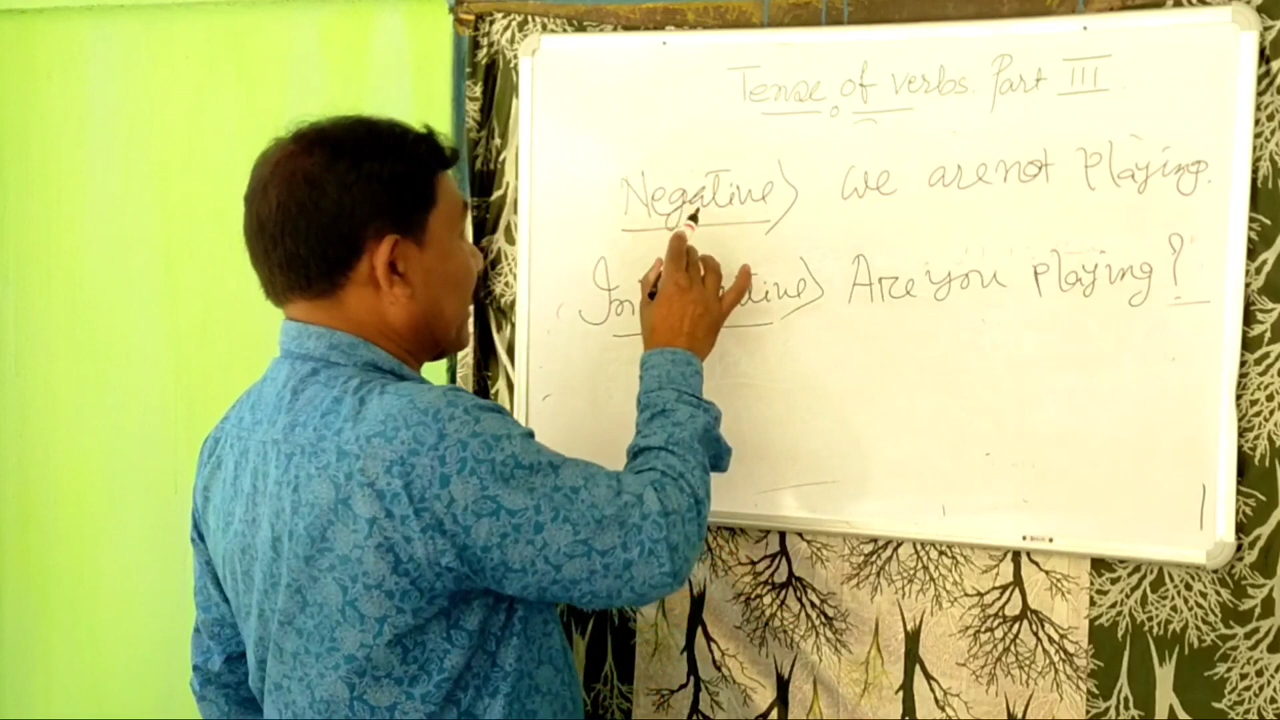 Tense of verbs. Part III
Negative) we are not playing.
Are you playing?